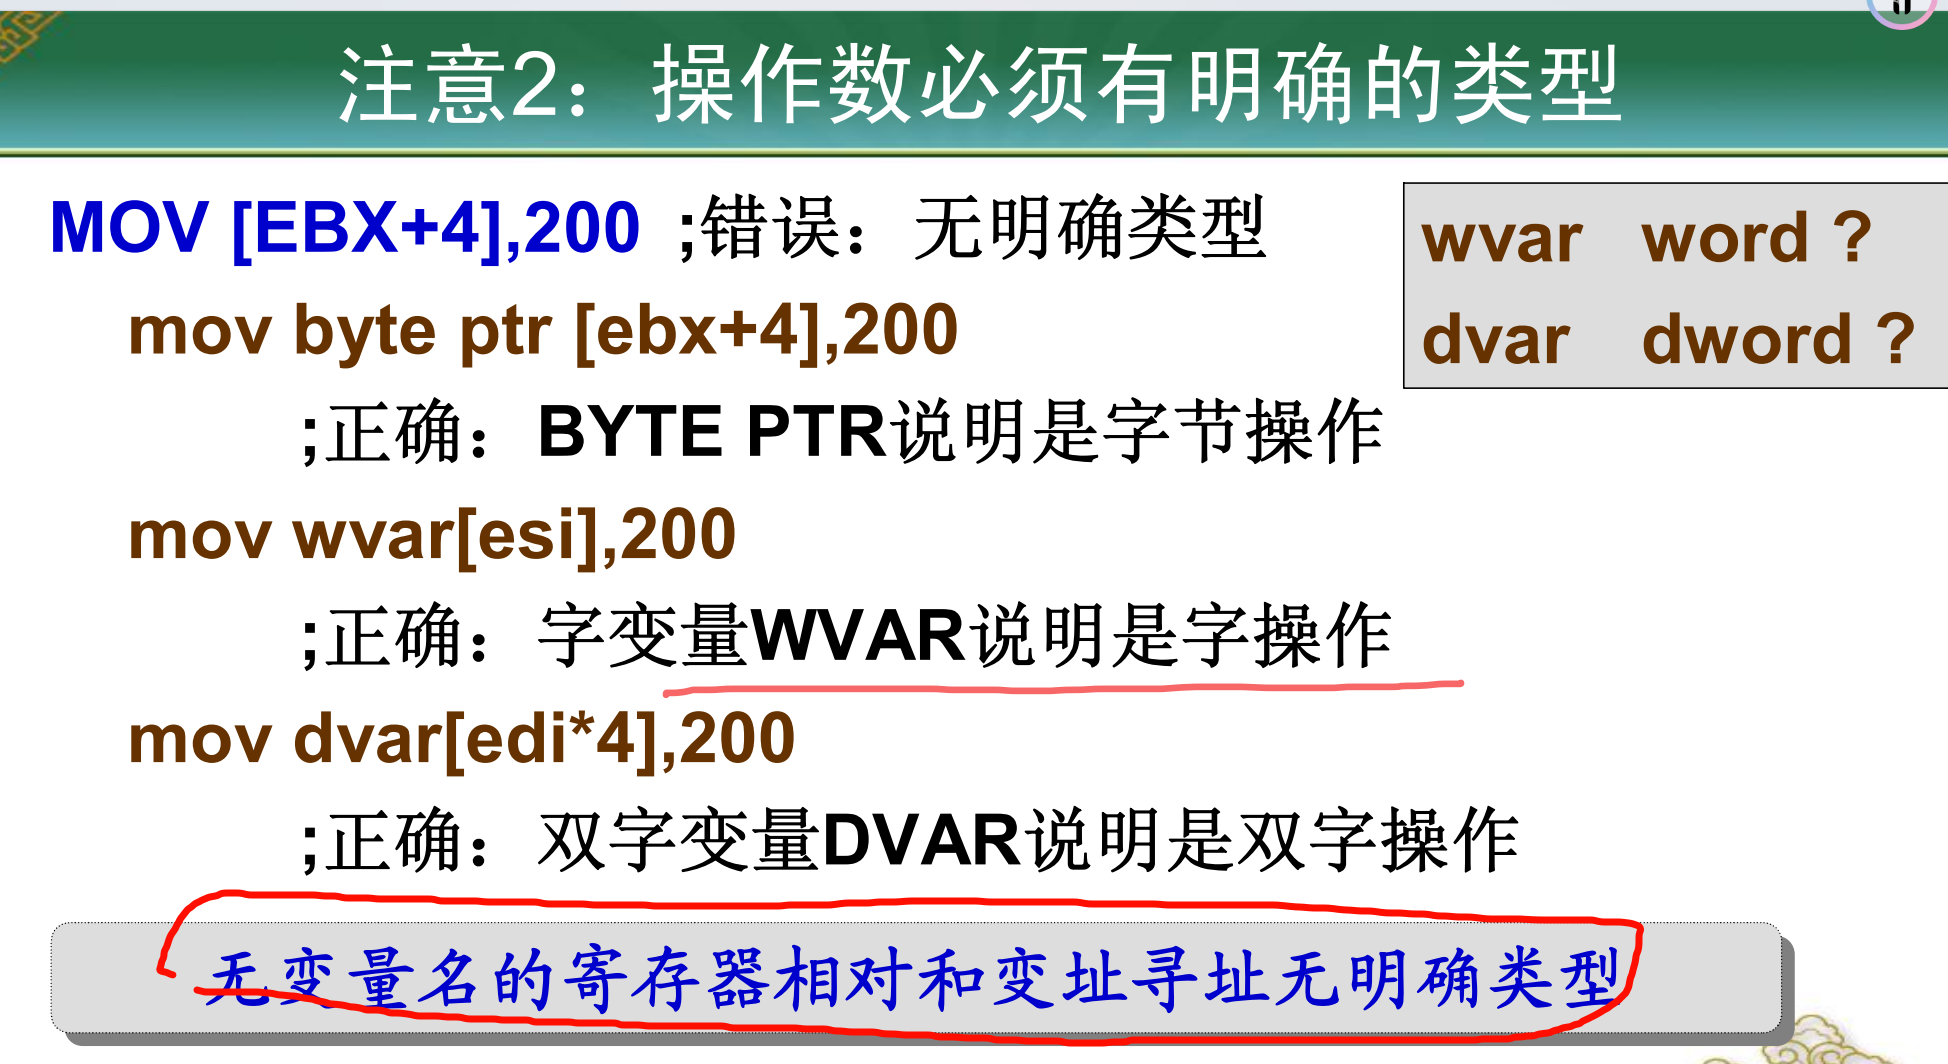 注意2：操作数必须有明确的类型
MOV [EBX+4],200 ;错误：无明确类型
wvar word ?
dvar dword ?
mov byte ptr [ebx+4],200
;正确：BYTE PTR说明是字节操作
mov wvar[esi],200
;正确：字变量WVAR说明是字操作
mov dvar[edi*4],200
;正确：双字变量DVAR说明是双字操作
无变量名的寄存器相对和变址寻址无明确类型